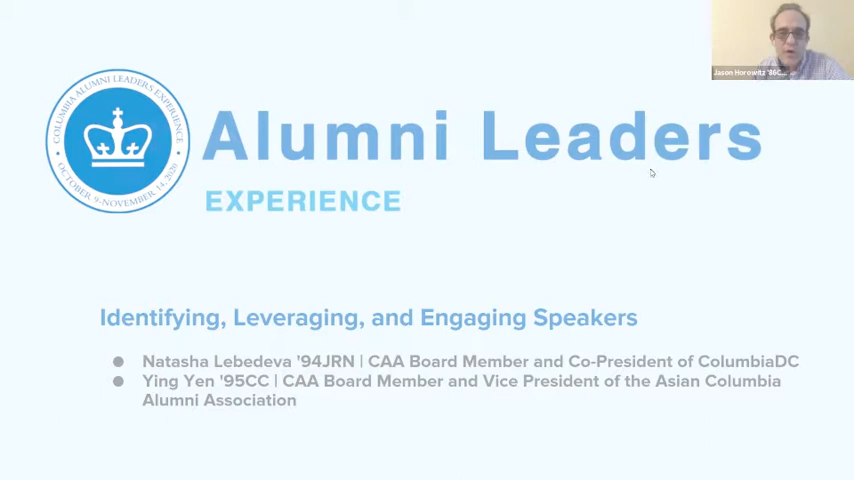 Jason Horowitz '86C...
COLUMBIA ALUMNI LEADERS EXPERIENCE
OCTOBER 9-NOVEMBER 14, 2020
Alumni Leaders
EXPERIENCE
Identifying, Leveraging, and Engaging Speakers
● Natasha Lebedeva '94JRN | CAA Board Member and Co-President of ColumbiaDC
● Ying Yen '95CC | CAA Board Member and Vice President of the Asian Columbia
Alumni Association